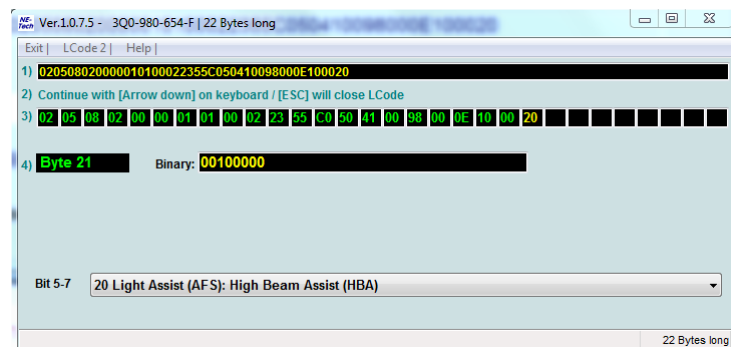 NE-Tech Ver.1.0.7.5 - 3Q0-980-654-F | 22 Bytes long
Exit | LCode 2 | Help |
1) 020508020000010100022355C050410098000E100020
2) Continue with [Arrow down] on keyboard / [ESC] will close LCode
3) 02 05 08 02 00 00 01 01 00 02 23 55 C0 50 41 00 98 00 0E 10 00 20
4) Byte 21 Binary: 00100000
Bit 5-7 20 Light Assist (AFS): High Beam Assist (HBA)
22 Bytes long